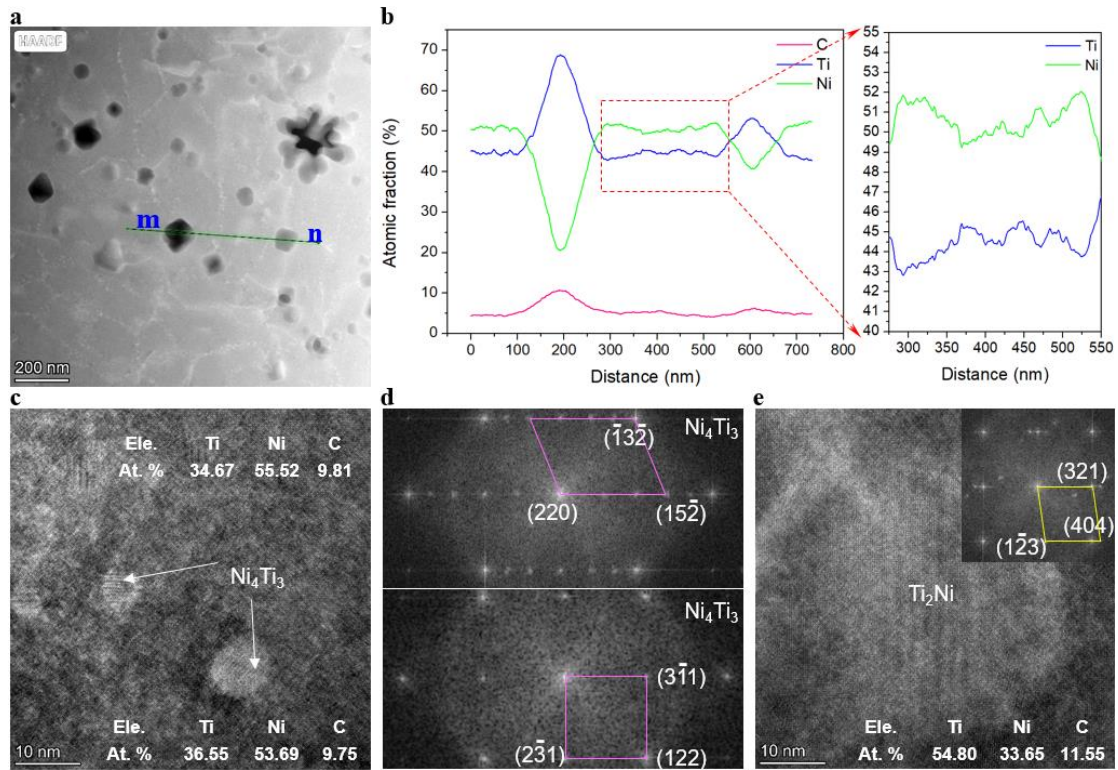 a
HAADF
m
n
200 nm
b
C
Ti
Ni
Atomic fraction (%)
70
60
50
40
30
20
10
0
0 100 200 300 400 500 600 700 800
Distance (nm)
Ti
Ni
55
54
53
52
51
50
49
48
47
46
45
44
43
42
41
40
300 350 400 450 500 550
Distance (nm)
c
Ele. Ti Ni C
At. % 34.67 55.52 9.81
Ni₄Ti₃
Ele. Ti Ni C
At. % 36.55 53.69 9.75
10 nm
d
Ni₄Ti₃
(1̄32̄)
(220)
(152̄)
Ni₄Ti₃
(31̄1)
(23̄1)
(122)
e
(321)
(404)
(12̄3)
Ti₂Ni
Ele. Ti Ni C
At. % 54.80 33.65 11.55
10 nm